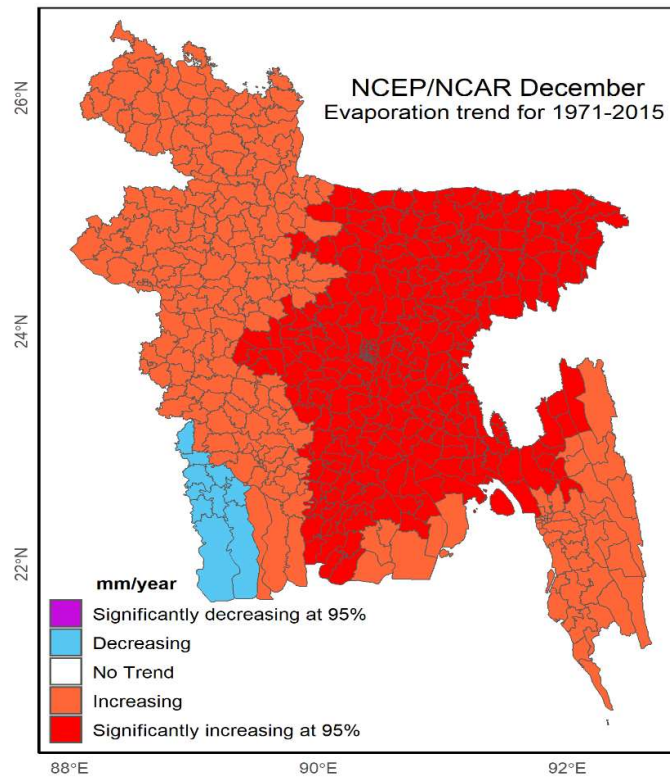 NCEP/NCAR December
Evaporation trend for 1971-2015
26°N
24°N
22°N
mm/year
Significantly decreasing at 95%
Decreasing
No Trend
Increasing
Significantly increasing at 95%
88°E
90°E
92°E